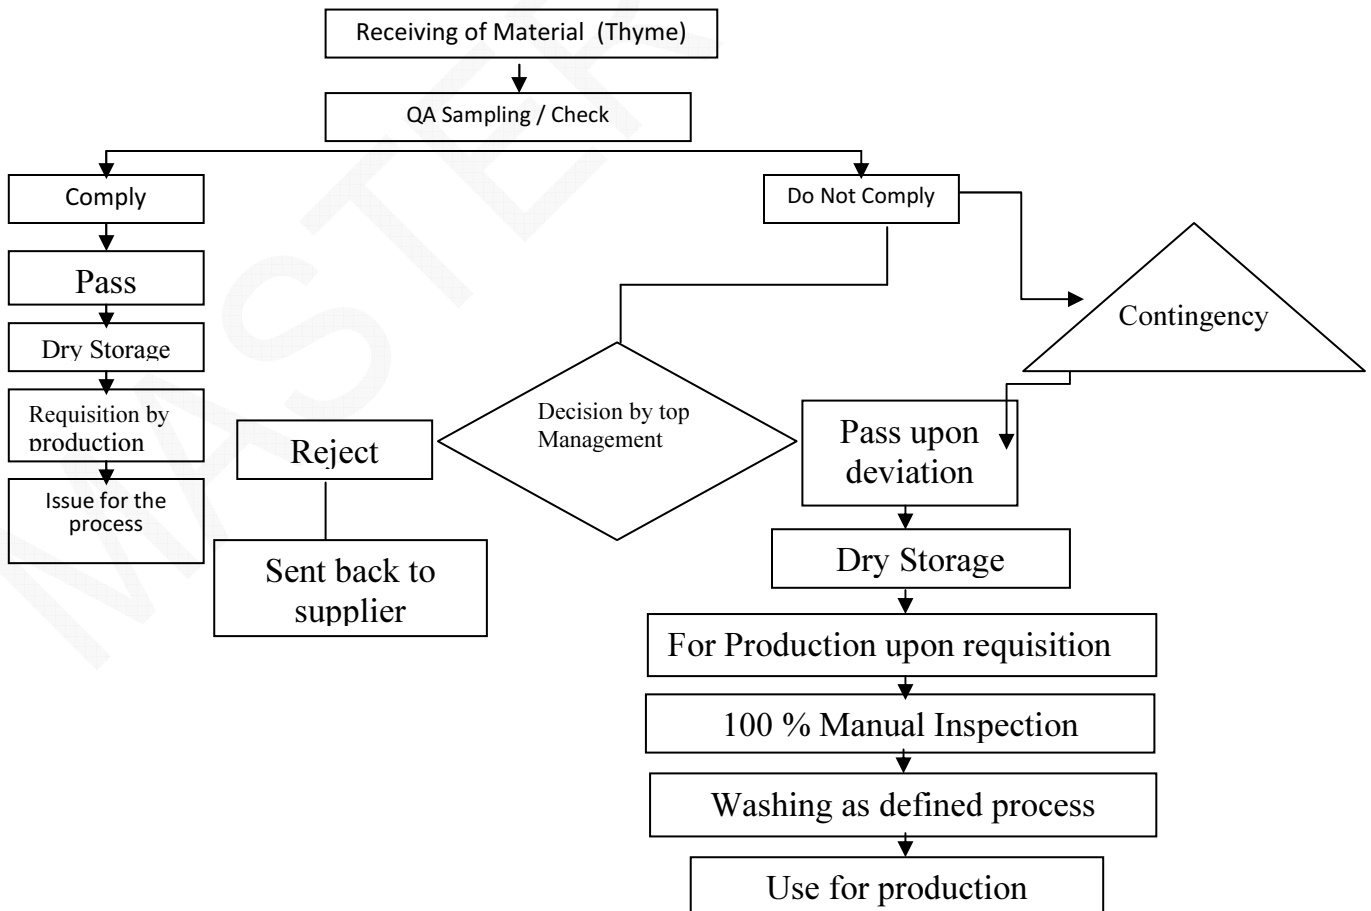 Receiving of Material  (Thyme)
QA Sampling / Check
Comply
Do Not Comply
Pass
Contingency
Dry Storage
Requisition by
production
Decision by top
Management
Reject
Pass upon
deviation
Issue for the
process
Sent back to
supplier
Dry Storage
For Production upon requisition
100 % Manual Inspection
Washing as defined process
Use for production
MASTER